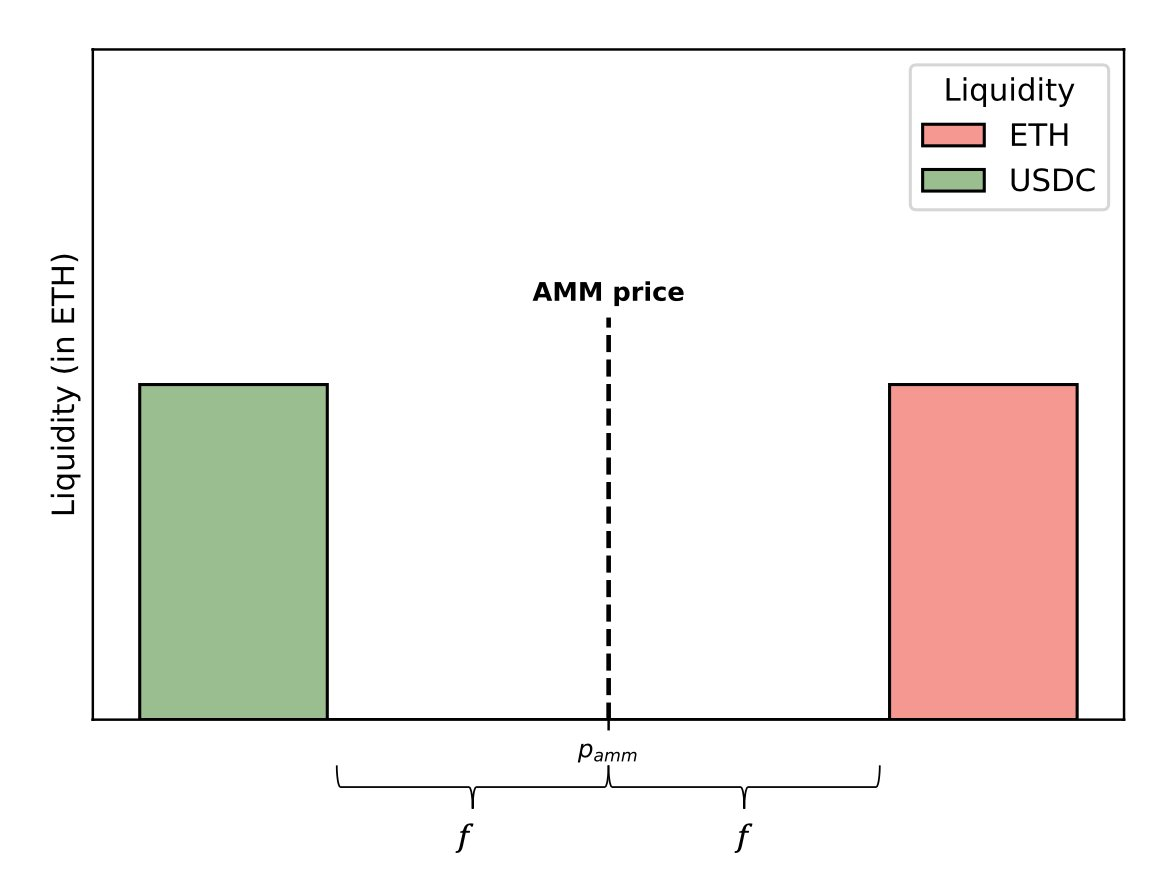 Liquidity
ETH
USDC
AMM price
Liquidity (in ETH)
p_amm
f
f